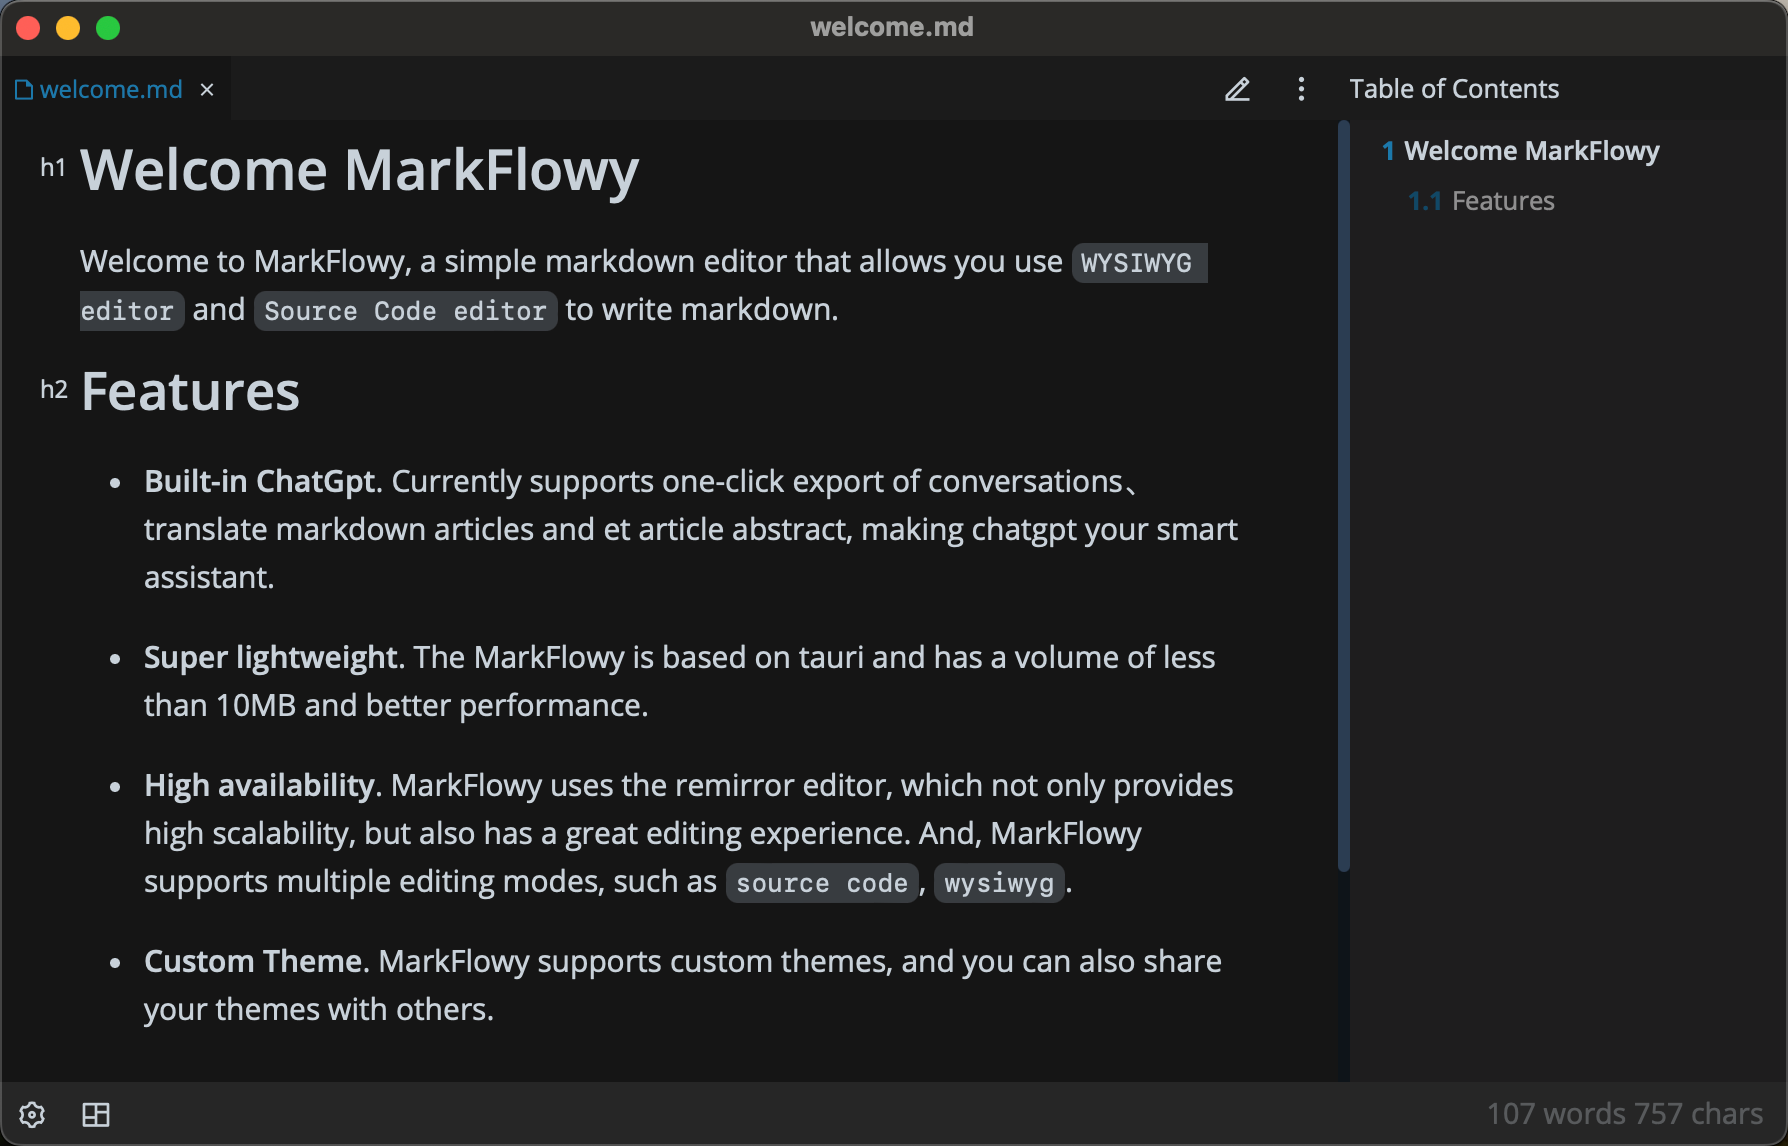 welcome.md
welcome.md
Table of Contents
h1 Welcome MarkFlowy
Welcome to MarkFlowy, a simple markdown editor that allows you use WYSIWYG
editor and Source Code editor to write markdown.
h2 Features
Built-in ChatGpt. Currently supports one-click export of conversations、
translate markdown articles and et article abstract, making chatgpt your smart
assistant.
Super lightweight. The MarkFlowy is based on tauri and has a volume of less
than 10MB and better performance.
High availability. MarkFlowy uses the remirror editor, which not only provides
high scalability, but also has a great editing experience. And, MarkFlowy
supports multiple editing modes, such as source code, wysiwyg.
Custom Theme. MarkFlowy supports custom themes, and you can also share
your themes with others.
1 Welcome MarkFlowy
1.1 Features
107 words 757 chars